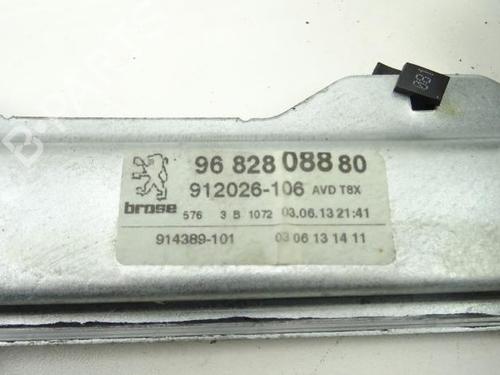 96 828 088 80
912026-106 AVD T8X
brose 576 3 B 1072 03.06.13 21:41
914389-101 03 06 13 14 11
B-PARTS